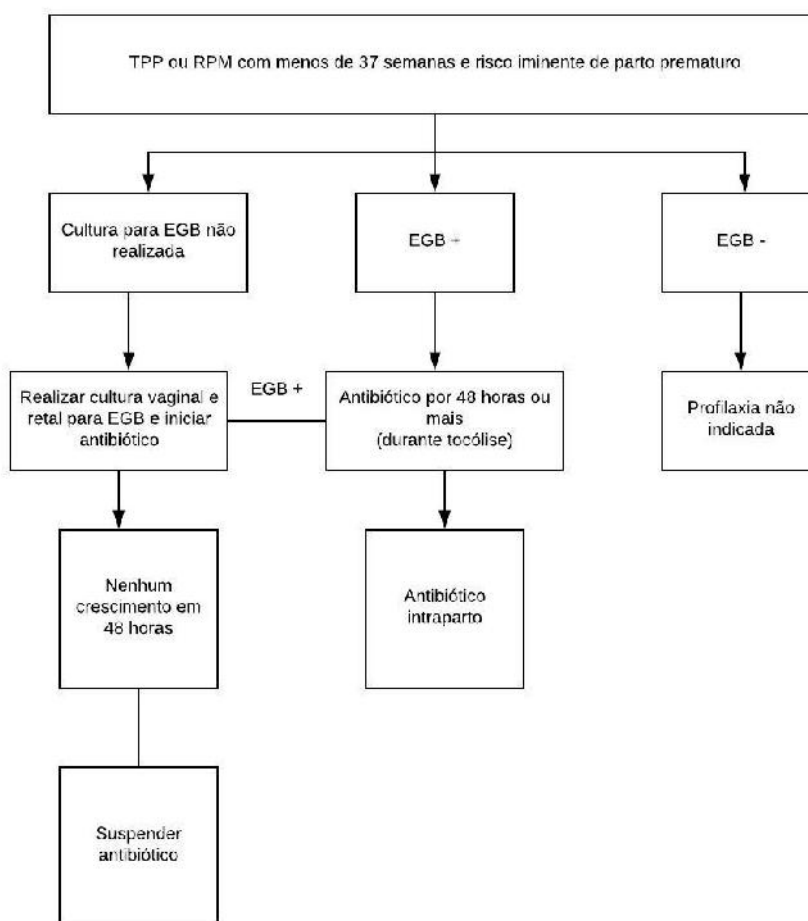 TPP ou RPM com menos de 37 semanas e risco iminente de parto prematuro
Cultura para EGB não
realizada
EGB +
EGB -
Realizar cultura vaginal e
retal para EGB e iniciar
antibiótico
EGB +
Antibiótico por 48 horas ou
mais
(durante tocólise)
Profilaxia não
indicada
Nenhum
crescimento em
48 horas
Antibiótico
intraparto
Suspender
antibiótico